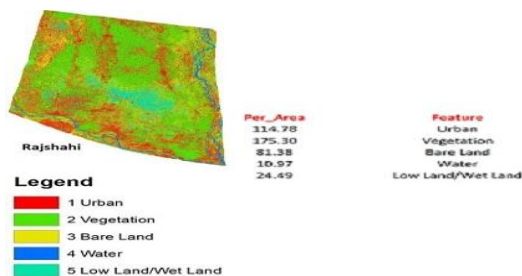 Rajshahi
Per_Area Feature
114.78 Urban
175.30 Vegetation
81.38 Bare Land
10.97 Water
24.49 Low Land/Wet Land
Legend
1 Urban
2 Vegetation
3 Bare Land
4 Water
5 Low Land/Wet Land